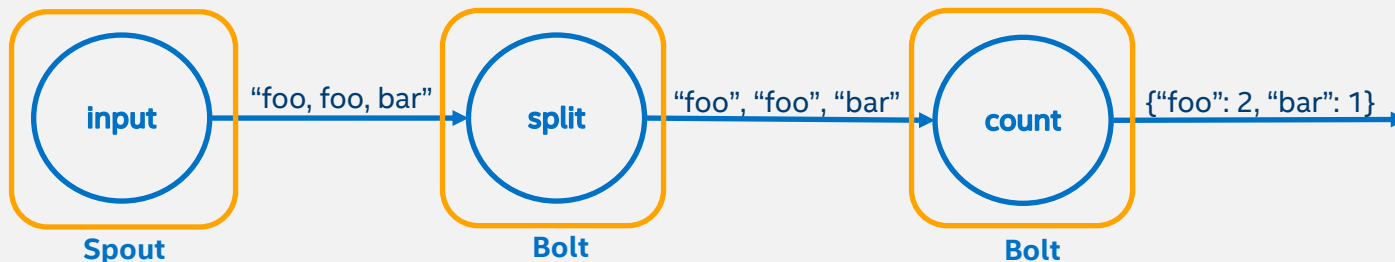 input
“foo, foo, bar”
split
“foo”, “foo”, “bar”
count
{“foo”: 2, “bar”: 1}
Spout
Bolt
Bolt